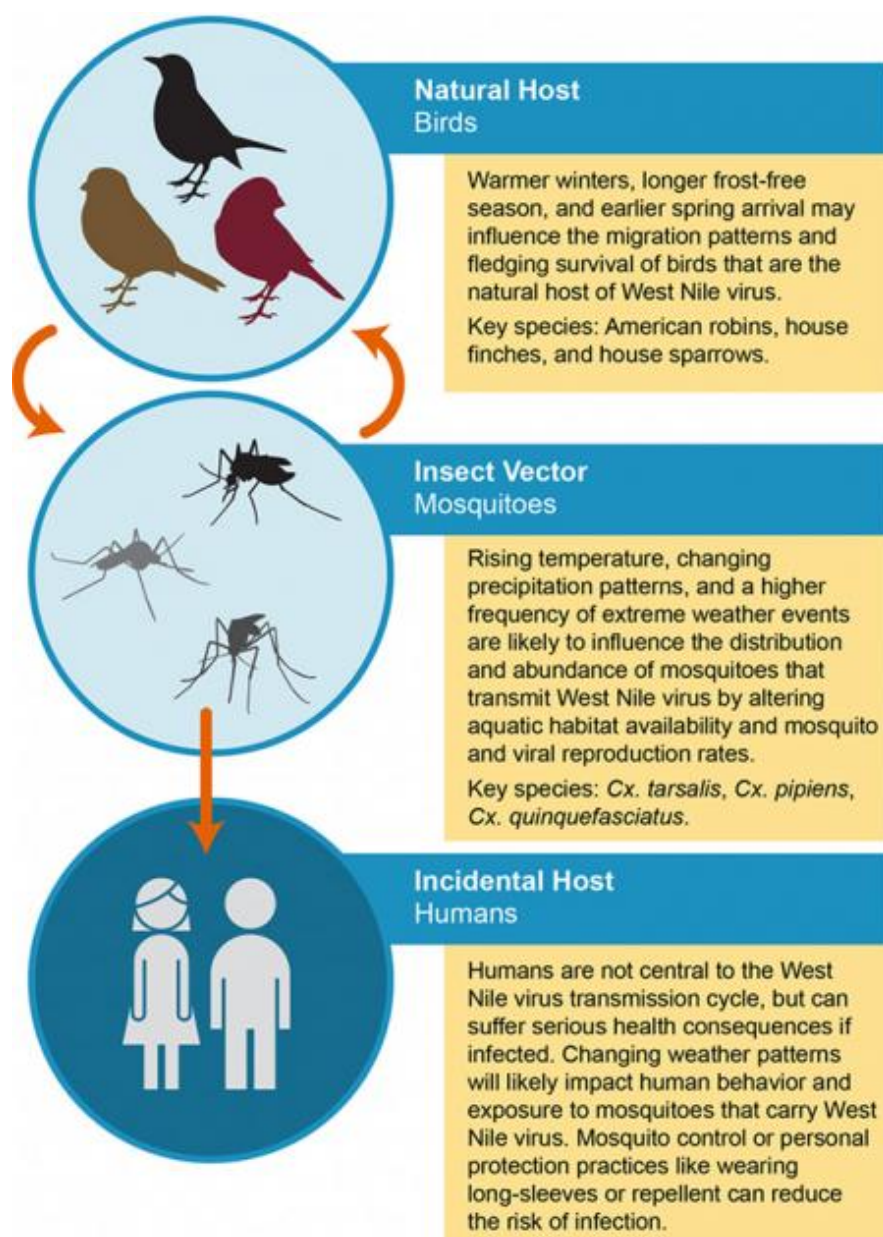 Natural Host
Birds
Warmer winters, longer frost-free
season, and earlier spring arrival may
influence the migration patterns and
fledging survival of birds that are the
natural host of West Nile virus.
Key species: American robins, house
finches, and house sparrows.
Insect Vector
Mosquitoes
Rising temperature, changing
precipitation patterns, and a higher
frequency of extreme weather events
are likely to influence the distribution
and abundance of mosquitoes that
transmit West Nile virus by altering
aquatic habitat availability and mosquito
and viral reproduction rates.
Key species: Cx. tarsalis, Cx. pipiens,
Cx. quinquefasciatus.
Incidental Host
Humans
Humans are not central to the West
Nile virus transmission cycle, but can
suffer serious health consequences if
infected. Changing weather patterns
will likely impact human behavior and
exposure to mosquitoes that carry West
Nile virus. Mosquito control or personal
protection practices like wearing
long-sleeves or repellent can reduce
the risk of infection.